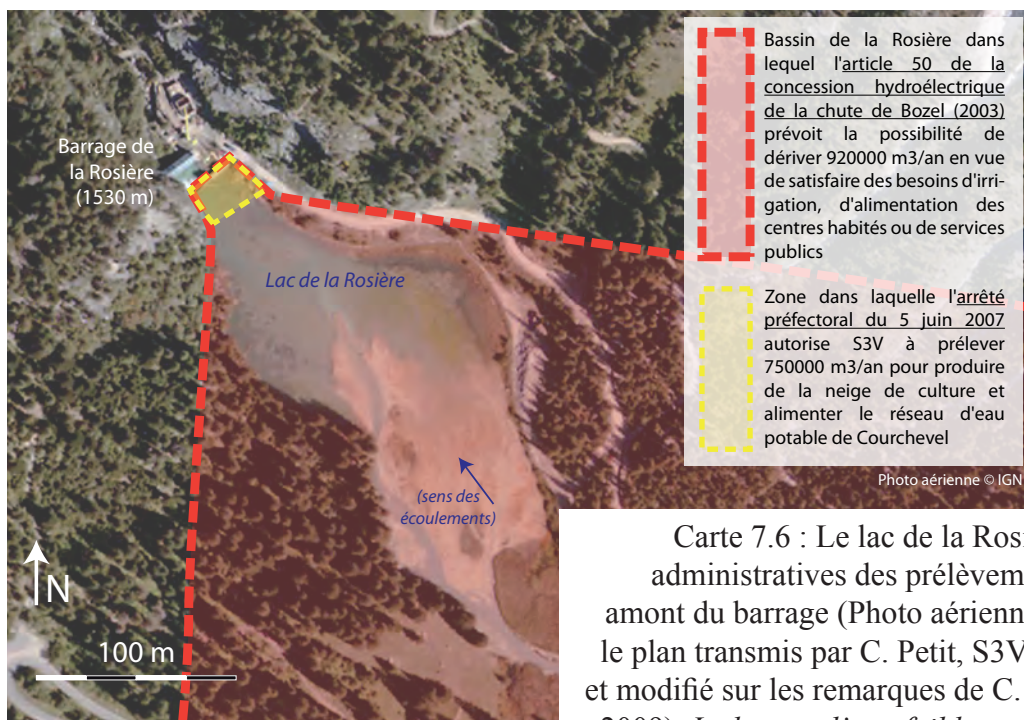 Bassin de la Rosière dans
lequel l'article 50 de la
concession hydroélectrique
de la chute de Bozel (2003)
prévoit la possibilité de
dériver 920000 m3/an en vue
de satisfaire des besoins d'irri-
gation, d'alimentation des
centres habités ou de services
publics
Zone dans laquelle l'arrêté
préfectoral du 5 juin 2007
autorise S3V à prélever
750000 m3/an pour produire
de la neige de culture et
alimenter le réseau d'eau
potable de Courchevel
Photo aérienne © IGN
Barrage de
la Rosière
(1530 m)
Lac de la Rosière
(sens des
écoulements)
N
100 m
Carte 7.6 : Le lac de la Rosi
administratives des prélèvem
amont du barrage (Photo aérienn
le plan transmis par C. Petit, S3V
et modifié sur les remarques de C.